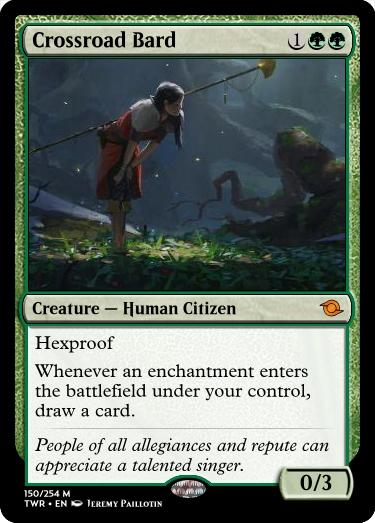 Crossroad Bard 1
Creature — Human Citizen
Hexproof
Whenever an enchantment enters
the battlefield under your control,
draw a card.
People of all allegiances and repute can
appreciate a talented singer.
0/3
150/254 M
TWR • EN Jeremy Paillotin